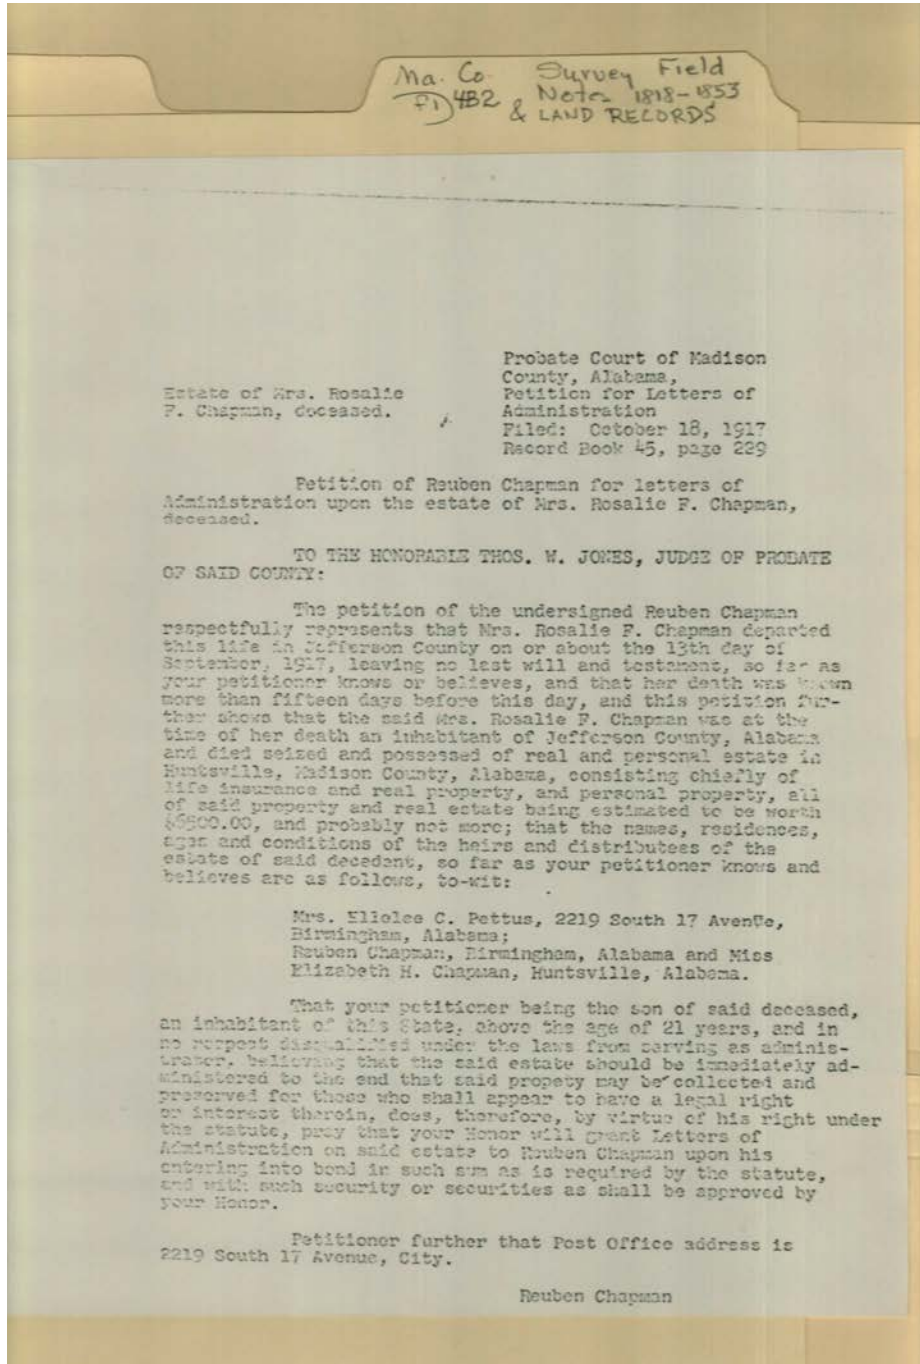 Ma. Co. Survey Field
F1) 482 Notes 1818-1853
& LAND RECORDS
Probate Court of Madison
County, Alabama,
Estate of Mrs. Rosalie Petition for Letters of
F. Chapman, deceased. Administration
Filed: October 18, 1917
Record Book 45, page 229
Petition of Reuben Chapman for letters of
Administration upon the estate of Mrs. Rosalie F. Chapman,
deceased.
TO THE HONORABLE THOS. W. JONES, JUDGE OF PROBATE
OF SAID COUNTY:
The petition of the undersigned Reuben Chapman
respectfully represents that Mrs. Rosalie F. Chapman departed
this life in Jefferson County on or about the 13th day of
September, 1917, leaving no last will and testament, so far as
your petitioner knows or believes, and that her death was known
more than fifteen days before this day, and this petition fur-
ther shows that the said Mrs. Rosalie F. Chapman was at the
time of her death an inhabitant of Jefferson County, Alabama
and died seized and possessed of real and personal estate in
Huntsville, Madison County, Alabama, consisting chiefly of
life insurance and real property, and personal property, all
of said property and real estate being estimated to be worth
and probably not more; that the names, residences,
ages and conditions of the heirs and distributees of the
estate of said decedent, so far as your petitioner knows and
believes are as follows, to-wit:
Mrs. Ellelee C. Pettus, 2219 South 17 Avenue,
Birmingham, Alabama;
Reuben Chapman, Birmingham, Alabama and Miss
Elizabeth H. Chapman, Huntsville, Alabama.
That your petitioner being the son of said deceased,
an inhabitant of this State, above the age of 21 years, and in
no respect disqualified under the laws from serving as adminis-
trator, believing that the said estate should be immediately ad-
ministered to the end that said propety may be collected and
preserved for those who shall appear to have a legal right
or interest therein, does, therefore, by virtue of his right under
the statute, pray that your Honor will grant Letters of
Administration on said estate to Reuben Chapman upon his
entering into bond in such sum as is required by the statute,
and with such security or securities as shall be approved by
your Honor.
Petitioner further that Post Office address is
2219 South 17 Avenue, City.
Reuben Chapman